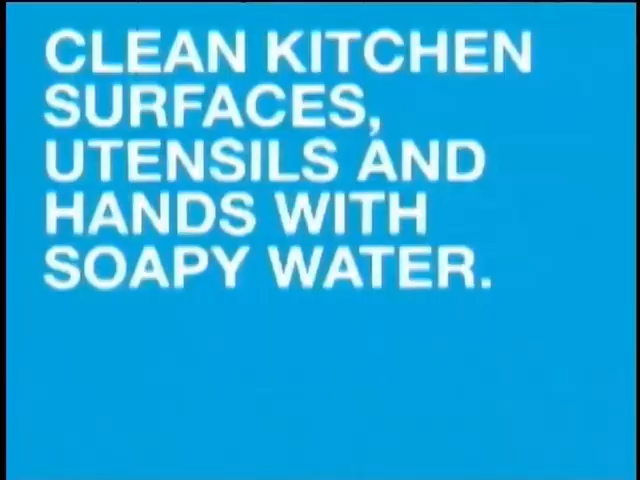 CLEAN KITCHEN
SURFACES,
UTENSILS AND
HANDS WITH
SOAPY WATER.